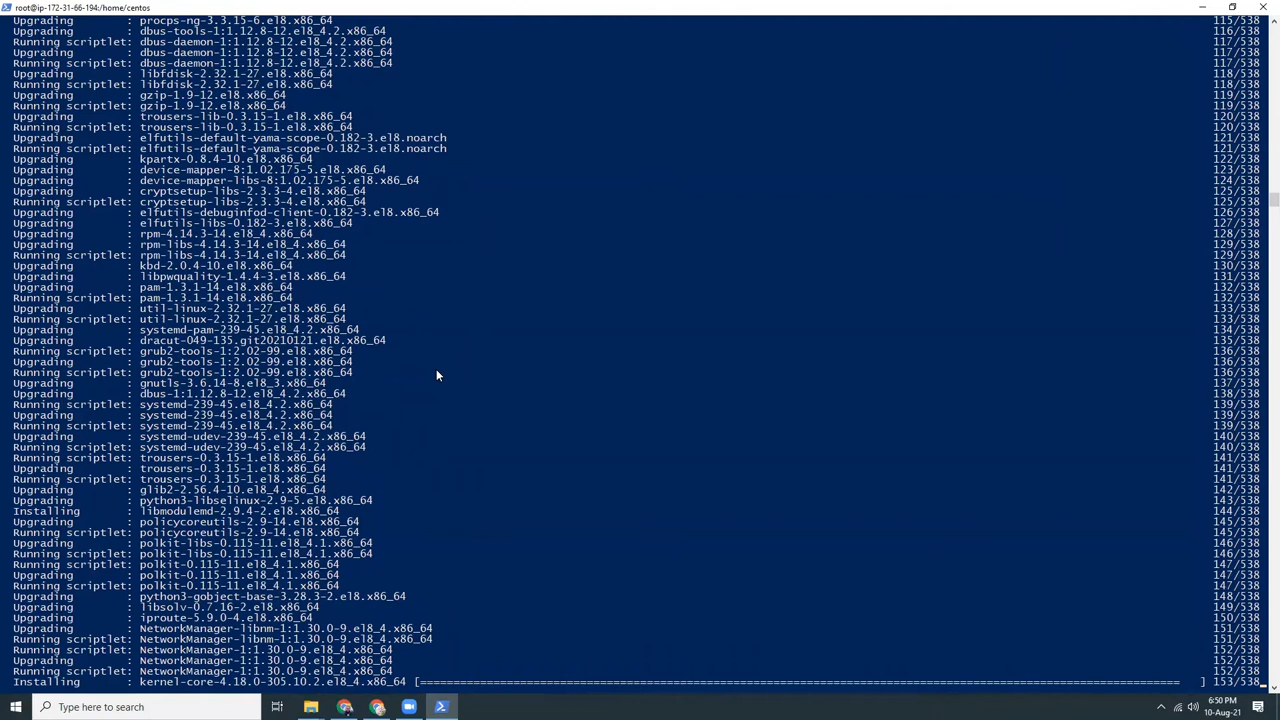 root@ip-172-31-66-194:/home/centos
Upgrading : procps-ng-3.3.15-6.el8.x86_64 115/538
Upgrading : dbus-tools-1:1.12.8-12.el8_4.2.x86_64 116/538
Running scriptlet: dbus-daemon-1:1.12.8-12.el8_4.2.x86_64 117/538
Upgrading : dbus-daemon-1:1.12.8-12.el8_4.2.x86_64 117/538
Running scriptlet: dbus-daemon-1:1.12.8-12.el8_4.2.x86_64 117/538
Upgrading : libfdisk-2.32.1-27.el8.x86_64 118/538
Running scriptlet: libfdisk-2.32.1-27.el8.x86_64 118/538
Upgrading : gzip-1.9-12.el8.x86_64 119/538
Running scriptlet: gzip-1.9-12.el8.x86_64 119/538
Upgrading : trousers-lib-0.3.15-1.el8.x86_64 120/538
Running scriptlet: trousers-lib-0.3.15-1.el8.x86_64 120/538
Upgrading : elfutils-default-yama-scope-0.182-3.el8.noarch 121/538
Running scriptlet: elfutils-default-yama-scope-0.182-3.el8.noarch 121/538
Upgrading : kpartx-0.8.4-10.el8.x86_64 122/538
Upgrading : device-mapper-8:1.02.175-5.el8.x86_64 123/538
Upgrading : device-mapper-libs-8:1.02.175-5.el8.x86_64 124/538
Upgrading : cryptsetup-libs-2.3.3-4.el8.x86_64 125/538
Running scriptlet: cryptsetup-libs-2.3.3-4.el8.x86_64 125/538
Upgrading : elfutils-debuginfod-client-0.182-3.el8.x86_64 126/538
Upgrading : elfutils-libs-0.182-3.el8.x86_64 127/538
Upgrading : rpm-4.14.3-14.el8_4.x86_64 128/538
Upgrading : rpm-libs-4.14.3-14.el8_4.x86_64 129/538
Running scriptlet: rpm-libs-4.14.3-14.el8_4.x86_64 129/538
Upgrading : kbd-2.0.4-10.el8.x86_64 130/538
Upgrading : libpwquality-1.4.4-3.el8.x86_64 131/538
Upgrading : pam-1.3.1-14.el8.x86_64 132/538
Running scriptlet: pam-1.3.1-14.el8.x86_64 132/538
Upgrading : util-linux-2.32.1-27.el8.x86_64 133/538
Running scriptlet: util-linux-2.32.1-27.el8.x86_64 133/538
Upgrading : systemd-pam-239-45.el8_4.2.x86_64 134/538
Upgrading : dracut-049-135.git20210121.el8.x86_64 135/538
Running scriptlet: grub2-tools-1:2.02-99.el8.x86_64 136/538
Upgrading : grub2-tools-1:2.02-99.el8.x86_64 136/538
Running scriptlet: grub2-tools-1:2.02-99.el8.x86_64 136/538
Upgrading : gnutls-3.6.14-8.el8_3.x86_64 137/538
Upgrading : dbus-1:1.12.8-12.el8_4.2.x86_64 138/538
Running scriptlet: systemd-239-45.el8_4.2.x86_64 139/538
Upgrading : systemd-239-45.el8_4.2.x86_64 139/538
Running scriptlet: systemd-239-45.el8_4.2.x86_64 139/538
Upgrading : systemd-udev-239-45.el8_4.2.x86_64 140/538
Running scriptlet: systemd-udev-239-45.el8_4.2.x86_64 140/538
Running scriptlet: trousers-0.3.15-1.el8.x86_64 141/538
Upgrading : trousers-0.3.15-1.el8.x86_64 141/538
Running scriptlet: trousers-0.3.15-1.el8.x86_64 141/538
Upgrading : glib2-2.56.4-10.el8_4.x86_64 142/538
Upgrading : python3-libselinux-2.9-5.el8.x86_64 143/538
Installing : libmodulemd-2.9.4-2.el8.x86_64 144/538
Upgrading : policycoreutils-2.9-14.el8.x86_64 145/538
Running scriptlet: policycoreutils-2.9-14.el8.x86_64 145/538
Upgrading : polkit-libs-0.115-11.el8_4.1.x86_64 146/538
Running scriptlet: polkit-libs-0.115-11.el8_4.1.x86_64 146/538
Running scriptlet: polkit-0.115-11.el8_4.1.x86_64 147/538
Upgrading : polkit-0.115-11.el8_4.1.x86_64 147/538
Running scriptlet: polkit-0.115-11.el8_4.1.x86_64 147/538
Upgrading : python3-gobject-base-3.28.3-2.el8.x86_64 148/538
Upgrading : libsolv-0.7.16-2.el8.x86_64 149/538
Upgrading : iproute-5.9.0-4.el8.x86_64 150/538
Upgrading : NetworkManager-libnm-1:1.30.0-9.el8_4.x86_64 151/538
Running scriptlet: NetworkManager-libnm-1:1.30.0-9.el8_4.x86_64 151/538
Running scriptlet: NetworkManager-1:1.30.0-9.el8_4.x86_64 152/538
Upgrading : NetworkManager-1:1.30.0-9.el8_4.x86_64 152/538
Running scriptlet: NetworkManager-1:1.30.0-9.el8_4.x86_64 152/538
Installing : kernel-core-4.18.0-305.10.2.el8_4.x86_64 [================================================================================================================== ] 153/538
Type here to search
6:50 PM
10-Aug-21